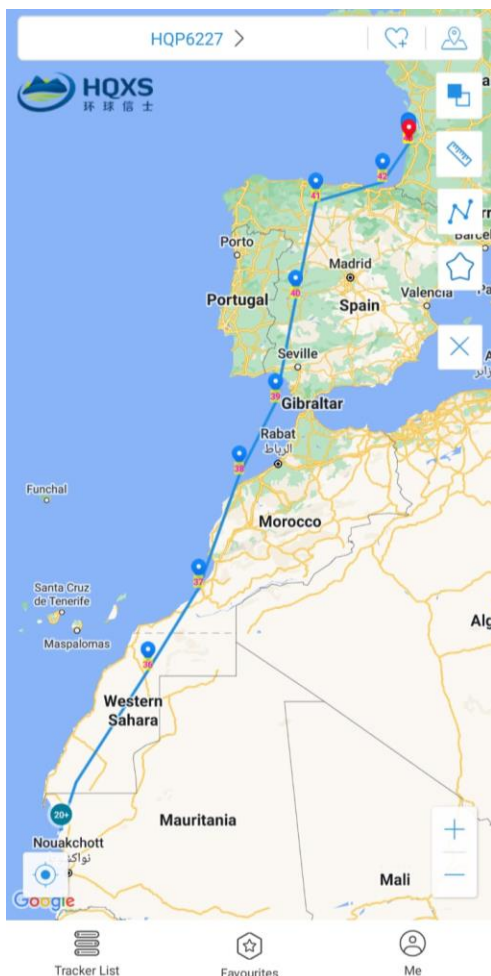 HQP6227
HQXS
环球信士
41
42
Porto
Madrid
40
Portugal
Spain
Valencia
Seville
39
Gibraltar
Rabat
الرباط
38
Funchal
Morocco
37
Santa Cruz
de Tenerife
Maspalomas
36
Western
Sahara
20+
Mauritania
Nouakchott
Mali
Google
Tracker List
Favourites
Me